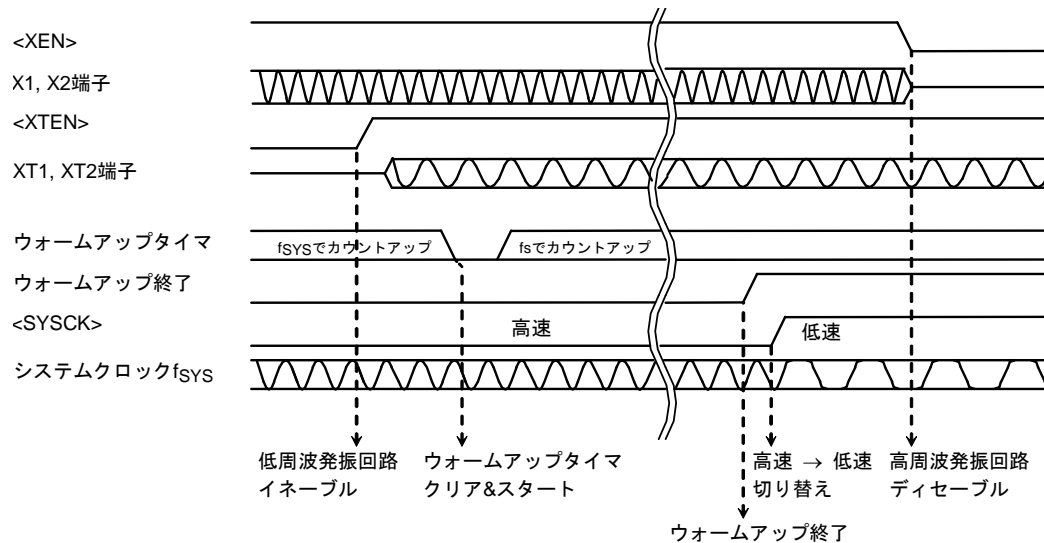 <XEN>
X1, X2端子
<XTEN>
XT1, XT2端子
ウォームアップタイマ
fSYSでカウントアップ
fsでカウントアップ
ウォームアップ終了
<SYSCK>
高速
低速
システムクロックfSYS
低周波発振回路
イネーブル
ウォームアップタイマ
クリア&スタート
高速 → 低速
切り替え
高周波発振回路
ディセーブル
ウォームアップ終了